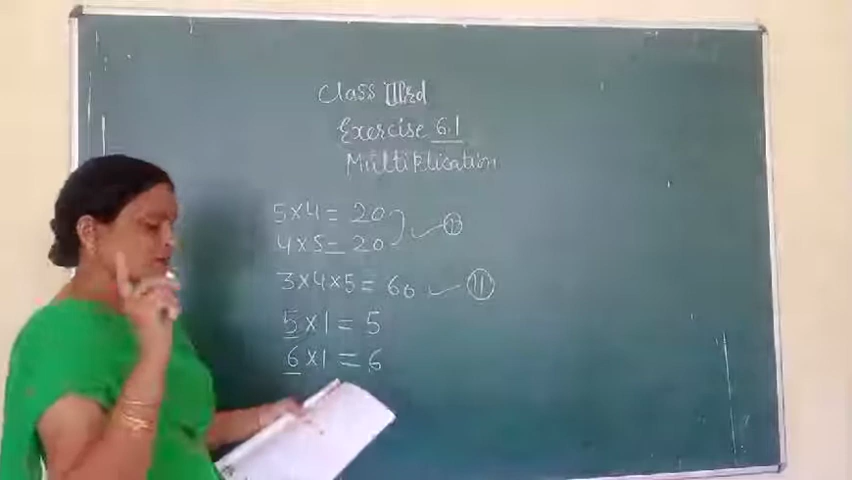 Class IIIrd
Exercise 6.1
Multiplication
5×4 = 20
4×5 = 20
3×4×5 = 60 11
5×1 = 5
6×1 = 6